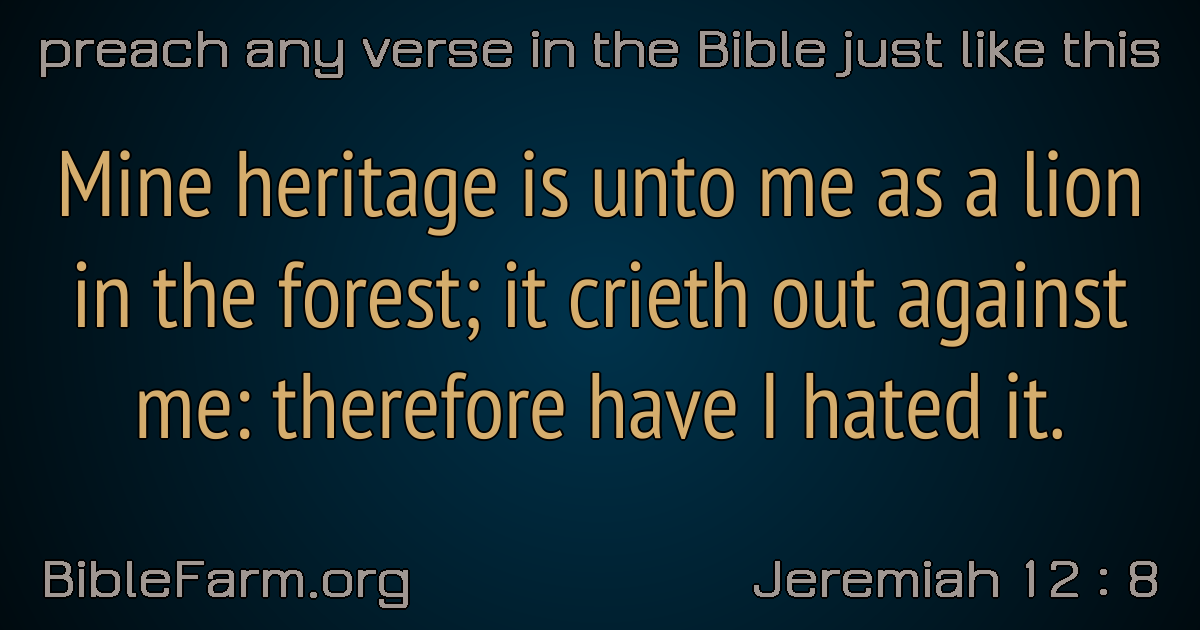 preach any verse in the Bible just like this
Mine heritage is unto me as a lion
in the forest; it crieth out against
me: therefore have I hated it.
BibleFarm.org
Jeremiah 12 : 8